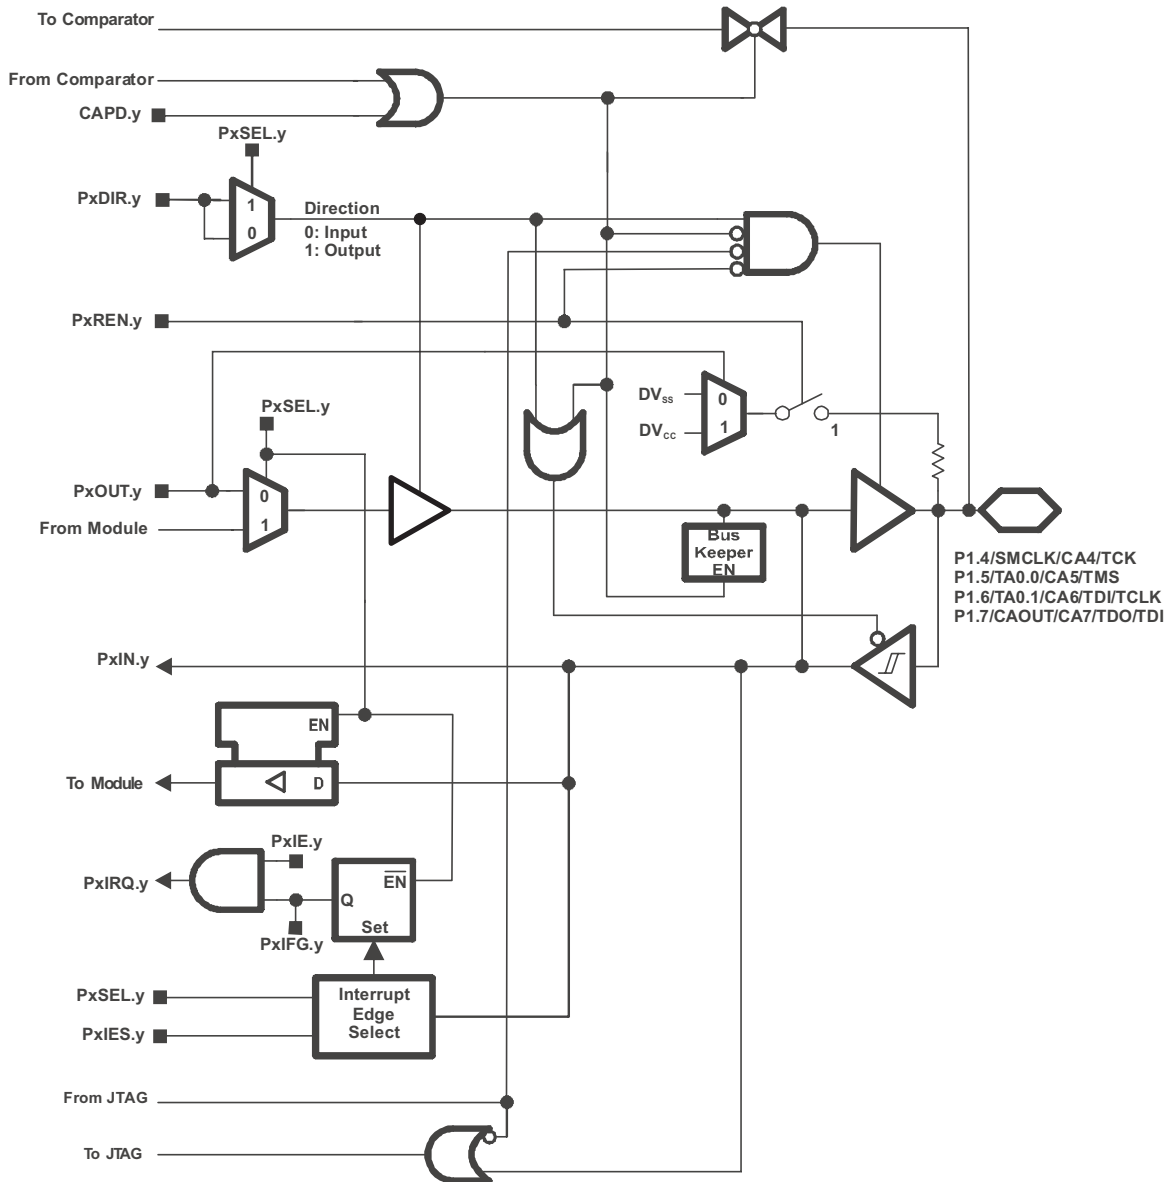 To Comparator
From Comparator
CAPD.y
PxSEL.y
PxDIR.y
1
0
Direction
0: Input
1: Output
PxREN.y
DVSS
DVCC
0
1
1
PxSEL.y
PxOUT.y
0
From Module
1
Bus
Keeper
EN
P1.4/SMCLK/CA4/TCK
P1.5/TA0.0/CA5/TMS
P1.6/TA0.1/CA6/TDI/TCLK
P1.7/CAOUT/CA7/TDO/TDI
PxIN.y
EN
To Module
D
PxIE.y
PxIRQ.y
Q
EN
Set
PxIFG.y
PxSEL.y
PxIES.y
Interrupt
Edge
Select
From JTAG
To JTAG